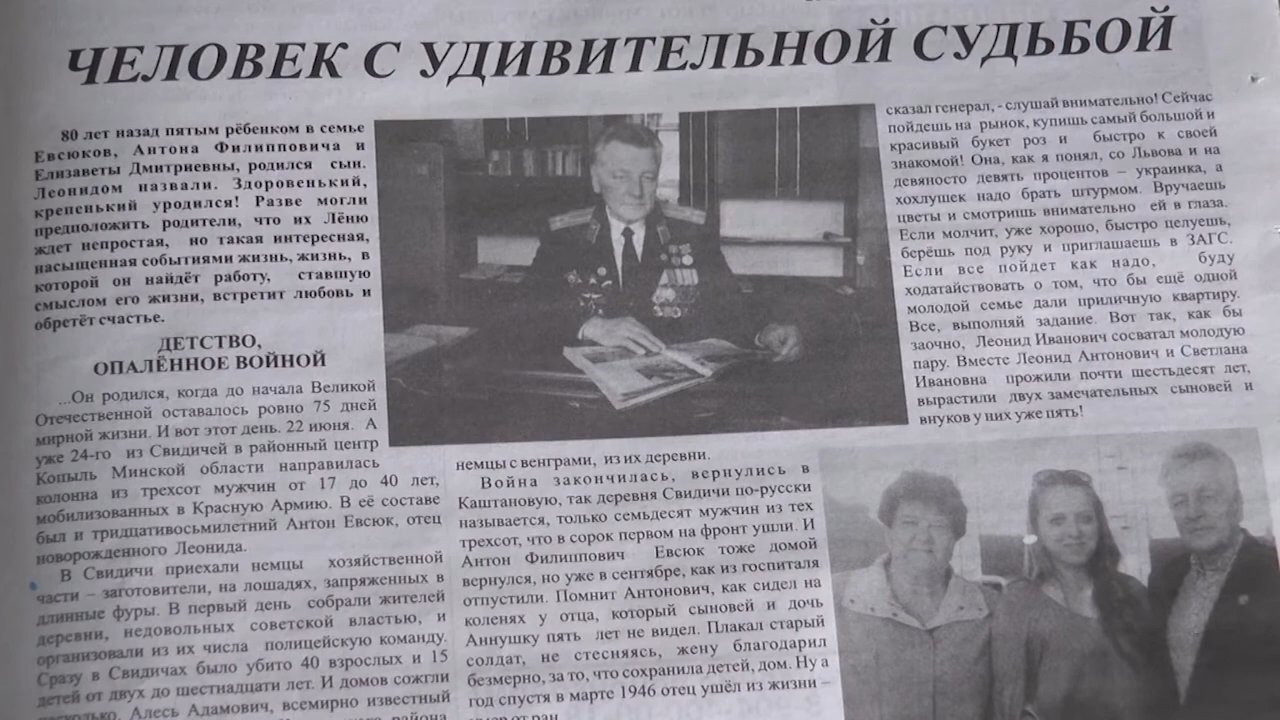 ЧЕЛОВЕК С УДИВИТЕЛЬНОЙ СУДЬБОЙ
80 лет назад пятым рёбенком в семье
Евсюков, Антона Филипповича и
Елизаветы Дмитриевны, родился сын.
Леонидом назвали. Здоровенький,
крепенький уродился! Разве могли
предположить родители, что их Лёню
ждет непростая, но такая интересная,
насыщенная событиями жизнь, жизнь, в
которой он найдёт работу, ставшую
смыслом его жизни, встретит любовь и
обретёт счастье.
ДЕТСТВО,
ОПАЛЁННОЕ ВОЙНОЙ
...Он родился, когда до начала Великой
Отечественной оставалось ровно 75 дней
мирной жизни. И вот этот день. 22 июня. А
уже 24-го из Свидичей в районный центр
Копыль Минской области направилась
колонна из трехсот мужчин от 17 до 40 лет,
мобилизованных в Красную Армию. В её составе
был и тридцативосьмилетний Антон Евсюк, отец
новорожденного Леонида.
В Свидичи приехали немцы хозяйственной
части – заготовители, на лошадях, запряженных в
длинные фуры. В первый день собрали жителей
деревни, недовольных советской властью, и
организовали из их числа полицейскую команду.
Сразу в Свидичах было убито 40 взрослых и 15
детей от двух до шестнадцати лет. И домов сожгли
несколько. Алесь Адамович, всемирно известный
района
немцы с венграми, из их деревни.
Война закончилась, вернулись в
Каштановую, так деревня Свидичи по-русски
называется, только семьдесят мужчин из тех
трехсот, что в сорок первом на фронт ушли. И
Антон Филиппович Евсюк тоже домой
вернулся, но уже в сентябре, как из госпиталя
отпустили. Помнит Антонович, как сидел на
коленях у отца, который сыновей и дочь
Аннушку пять лет не видел. Плакал старый
солдат, не стесняясь, жену благодарил
безмерно, за то, что сохранила детей, дом. Ну а
год спустя в марте 1946 отец ушёл из жизни –
умер от ран
сказал генерал, - слушай внимательно! Сейчас
пойдешь на рынок, купишь самый большой и
красивый букет роз и быстро к своей
знакомой! Она, как я понял, со Львова и на
девяносто девять процентов – украинка, а
хохлушек надо брать штурмом. Вручаешь
цветы и смотришь внимательно ей в глаза.
Если молчит, уже хорошо, быстро целуешь,
берёшь под руку и приглашаешь в ЗАГС.
Если все пойдет как надо, буду
ходатайствовать о том, что бы ещё одной
молодой семье дали приличную квартиру.
Все, выполняй задание. Вот так, как бы
заочно, Леонид Иванович сосватал молодую
пару. Вместе Леонид Антонович и Светлана
Ивановна прожили почти шестьдесят лет,
вырастили двух замечательных сыновей и
внуков у них уже пять!